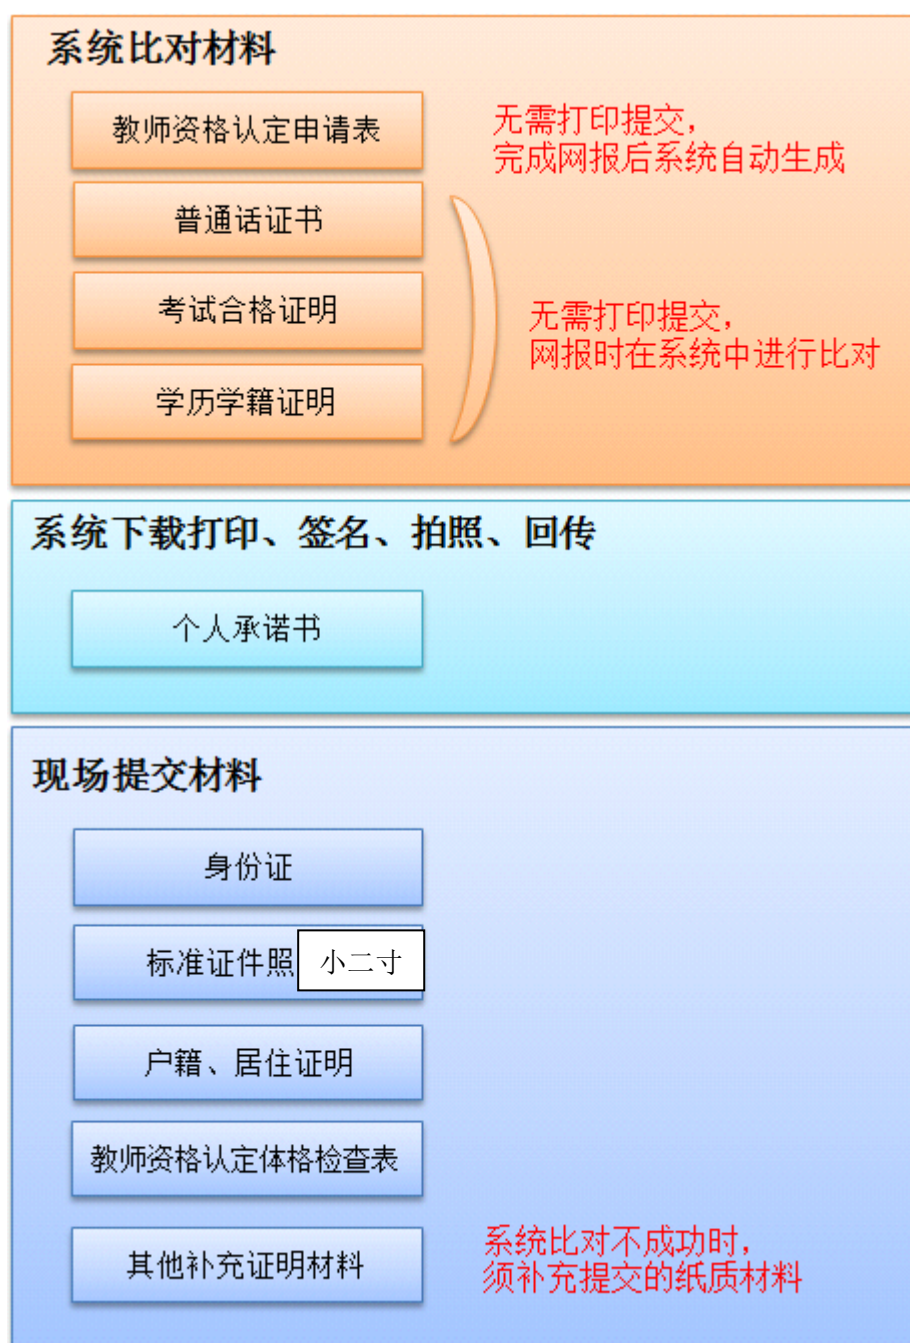 系统比对材料
教师资格认定申请表
无需打印提交，
完成网报后系统自动生成
普通话证书
考试合格证明
学历学籍证明
无需打印提交，
网报时在系统中进行比对
系统下载打印、签名、拍照、回传
个人承诺书
现场提交材料
身份证
标准证件照 小二寸
户籍、居住证明
教师资格认定体格检查表
其他补充证明材料
系统比对不成功时，
须补充提交的纸质材料